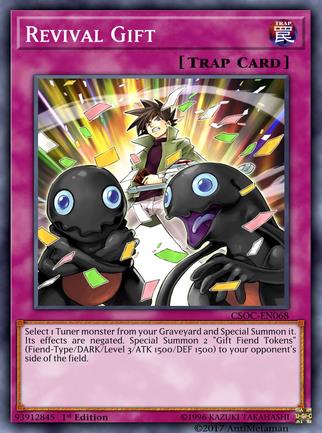 Revival Gift
TRAP
罠
[Trap Card]
CSOC-EN068
Select 1 Tuner monster from your Graveyard and Special Summon it.
Its effects are negated. Special Summon 2 "Gift Fiend Tokens"
(Fiend-Type/DARK/Level 3/ATK 1500/DEF 1500) to your opponent's
side of the field.
93912845 1st Edition ©1996 KAZUKI TAKAHASHI
©2017 AntiMetaman